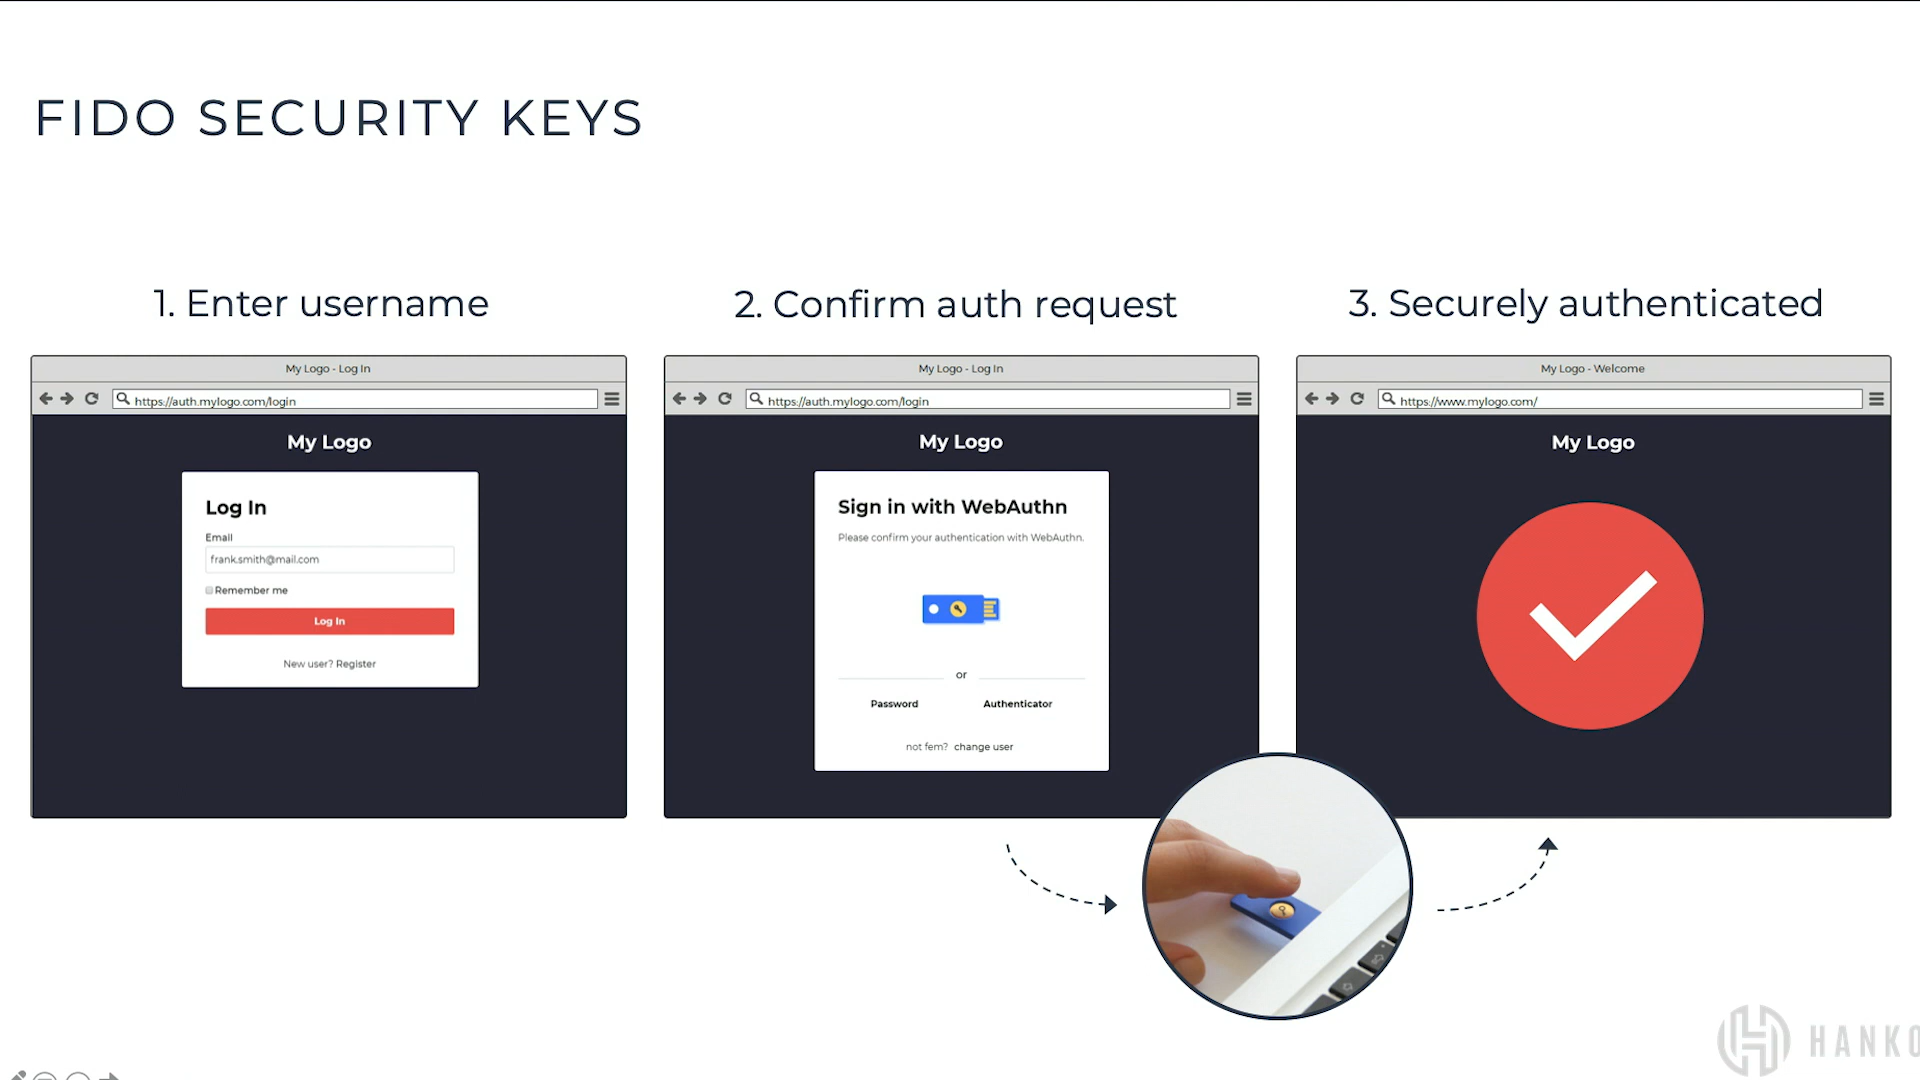 FIDO SECURITY KEYS
1. Enter username
My Logo - Log In
https://auth.mylogo.com/login
My Logo
Log In
Email
frank.smith@mail.com
Remember me
Log In
New user? Register
2. Confirm auth request
My Logo - Log In
https://auth.mylogo.com/login
My Logo
Sign in with WebAuthn
Please confirm your authentication with WebAuthn.
or
Password Authenticator
not fem? change user
3. Securely authenticated
My Logo - Welcome
https://www.mylogo.com/
My Logo
HANKO